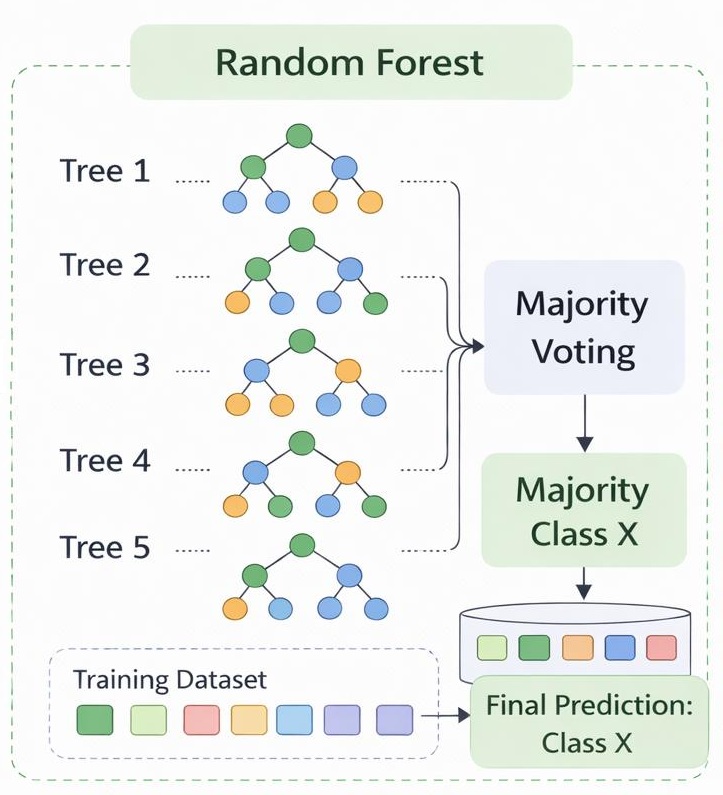 Random Forest
Tree 1
Tree 2
Tree 3
Tree 4
Tree 5
Majority
Voting
Majority
Class X
Training Dataset
Final Prediction:
Class X